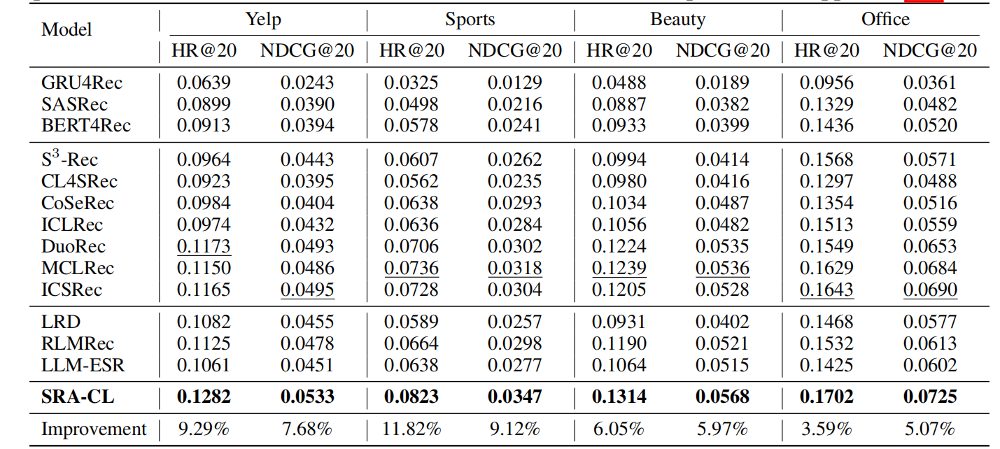 Model Yelp Sports Beauty Office
HR@20 NDCG@20 HR@20 NDCG@20 HR@20 NDCG@20 HR@20 NDCG@20
GRU4Rec 0.0639 0.0243 0.0325 0.0129 0.0488 0.0189 0.0956 0.0361
SASRec 0.0899 0.0390 0.0498 0.0216 0.0887 0.0382 0.1329 0.0482
BERT4Rec 0.0913 0.0394 0.0578 0.0241 0.0933 0.0399 0.1436 0.0520
S³-Rec 0.0964 0.0443 0.0607 0.0262 0.0994 0.0414 0.1568 0.0571
CL4SRec 0.0923 0.0395 0.0562 0.0235 0.0980 0.0416 0.1297 0.0488
CoSeRec 0.0984 0.0404 0.0638 0.0293 0.1034 0.0487 0.1354 0.0516
ICLRec 0.0974 0.0432 0.0636 0.0284 0.1056 0.0482 0.1513 0.0559
DuoRec 0.1173 0.0493 0.0706 0.0302 0.1224 0.0535 0.1549 0.0653
MCLRec 0.1150 0.0486 0.0736 0.0318 0.1239 0.0536 0.1629 0.0684
ICSRec 0.1165 0.0495 0.0728 0.0304 0.1205 0.0528 0.1643 0.0690
LRD 0.1082 0.0455 0.0589 0.0257 0.0931 0.0402 0.1468 0.0577
RLMRec 0.1125 0.0478 0.0664 0.0298 0.1190 0.0521 0.1532 0.0613
LLM-ESR 0.1061 0.0451 0.0638 0.0277 0.1064 0.0515 0.1425 0.0602
SRA-CL 0.1282 0.0533 0.0823 0.0347 0.1314 0.0568 0.1702 0.0725
Improvement 9.29% 7.68% 11.82% 9.12% 6.05% 5.97% 3.59% 5.07%